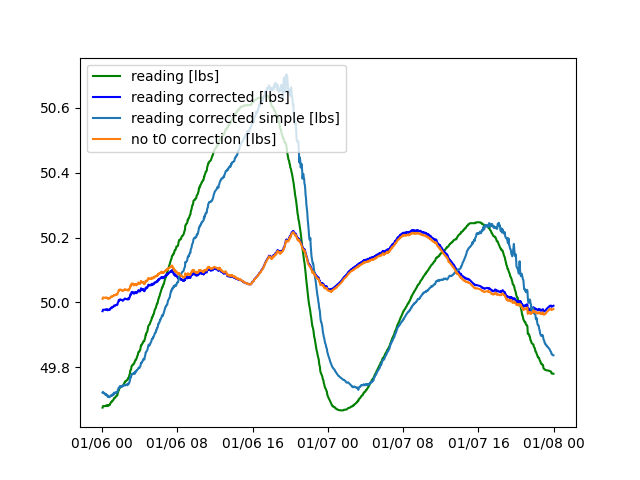 reading [lbs]
reading corrected [lbs]
reading corrected simple [lbs]
no t0 correction [lbs]
50.6
50.4
50.2
50.0
49.8
01/06 00 01/06 08 01/06 16 01/07 00 01/07 08 01/07 16 01/08 00